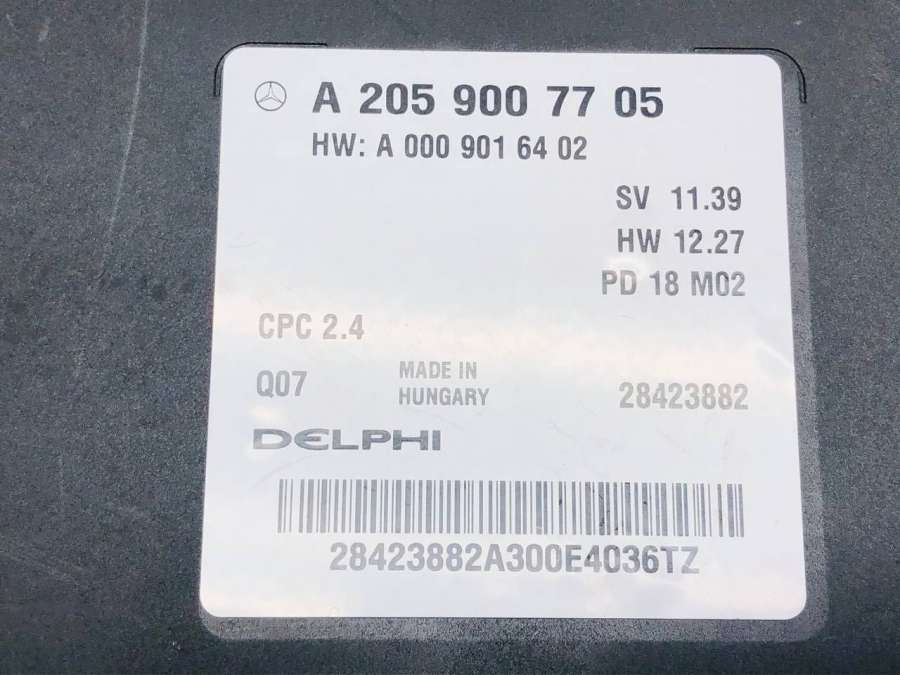 A 205 900 77 05
HW: A 000 901 64 02
SV 11.39
HW 12.27
PD 18 M02
CPC 2.4
Q07
MADE IN
HUNGARY
28423882
DELPHI
28423882A300E4036TZ